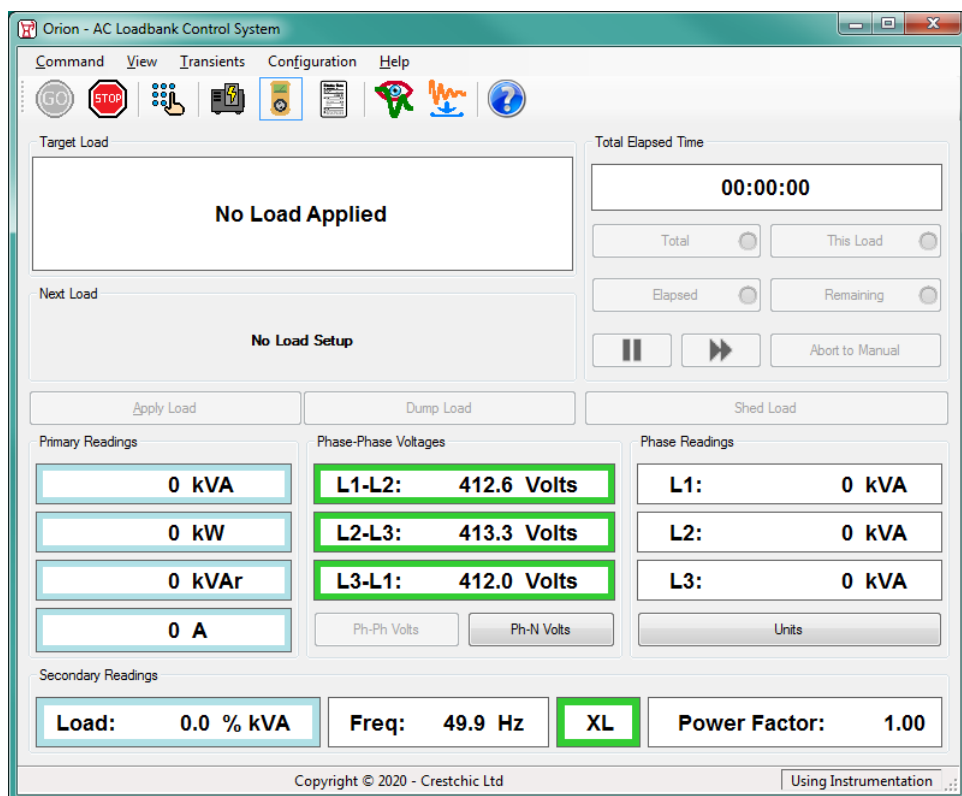 Orion - AC Loadbank Control System
Command View Transients Configuration Help
GO STOP
Target Load
No Load Applied
Total Elapsed Time
00:00:00
Total This Load
Elapsed Remaining
Abort to Manual
Next Load
No Load Setup
Apply Load Dump Load Shed Load
Primary Readings
0 kVA
0 kW
0 kVAr
0 A
Phase-Phase Voltages
L1-L2: 412.6 Volts
L2-L3: 413.3 Volts
L3-L1: 412.0 Volts
Ph-Ph Volts Ph-N Volts
Phase Readings
L1: 0 kVA
L2: 0 kVA
L3: 0 kVA
Units
Secondary Readings
Load: 0.0 % kVA Freq: 49.9 Hz XL Power Factor: 1.00
Copyright © 2020 - Crestchic Ltd Using Instrumentation